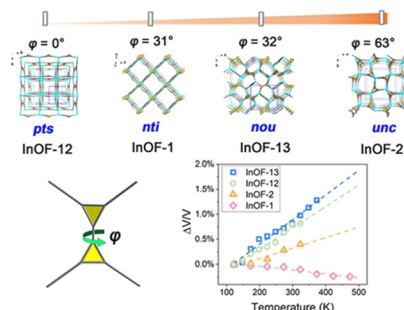 φ = 0° φ = 31° φ = 32° φ = 63°
pts nti nou unc
InOF-12 InOF-1 InOF-13 InOF-2
φ
2.0%
1.5%
1.0%
0.5%
0.0%
ΔV/V
InOF-13
InOF-12
InOF-2
InOF-1
100 200 300 400 500
Temperature (K)